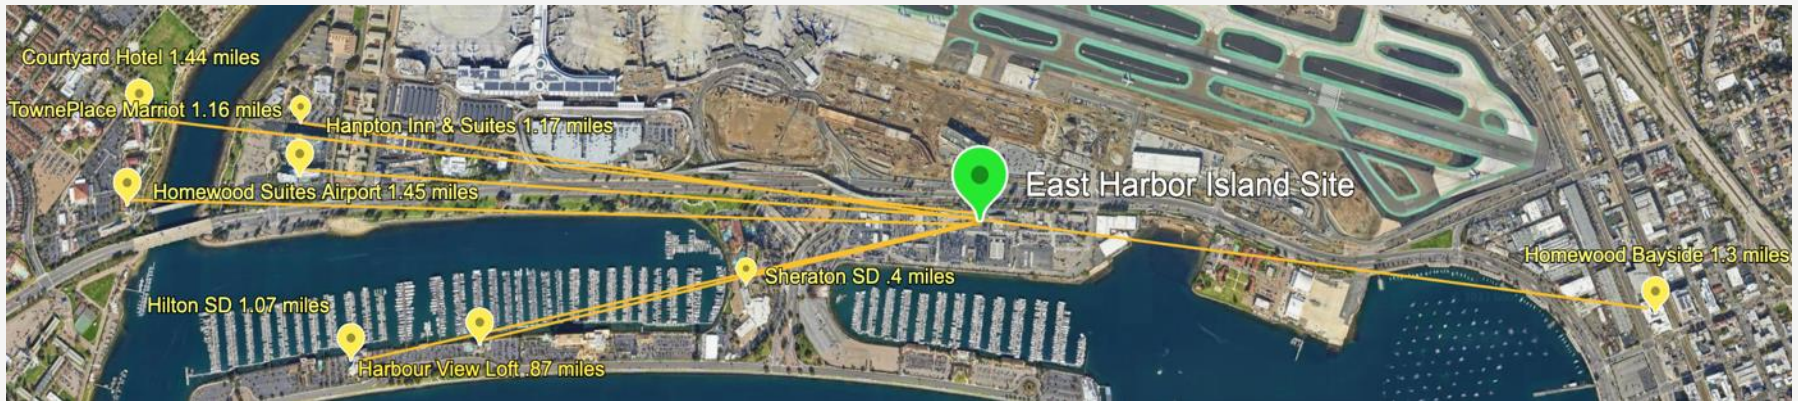 Courtyard Hotel 1.44 miles
TownePlace Marriot 1.16 miles
Hanpton Inn & Suites 1.17 miles
Homewood Suites Airport 1.45 miles
East Harbor Island Site
Homewood Bayside 1.3 miles
Sheraton SD .4 miles
Hilton SD 1.07 miles
Harbour View Loft .87 miles